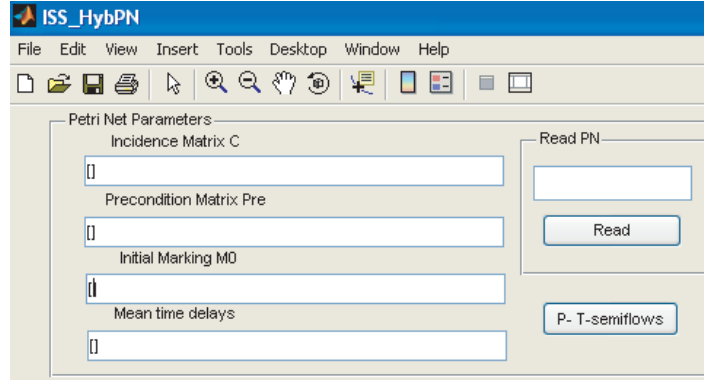 ISS_HybPN
File Edit View Insert Tools Desktop Window Help
Petri Net Parameters
Incidence Matrix C
[]
Precondition Matrix Pre
[]
Initial Marking M0
[]
Mean time delays
[]
Read PN
Read
P- T-semiflows